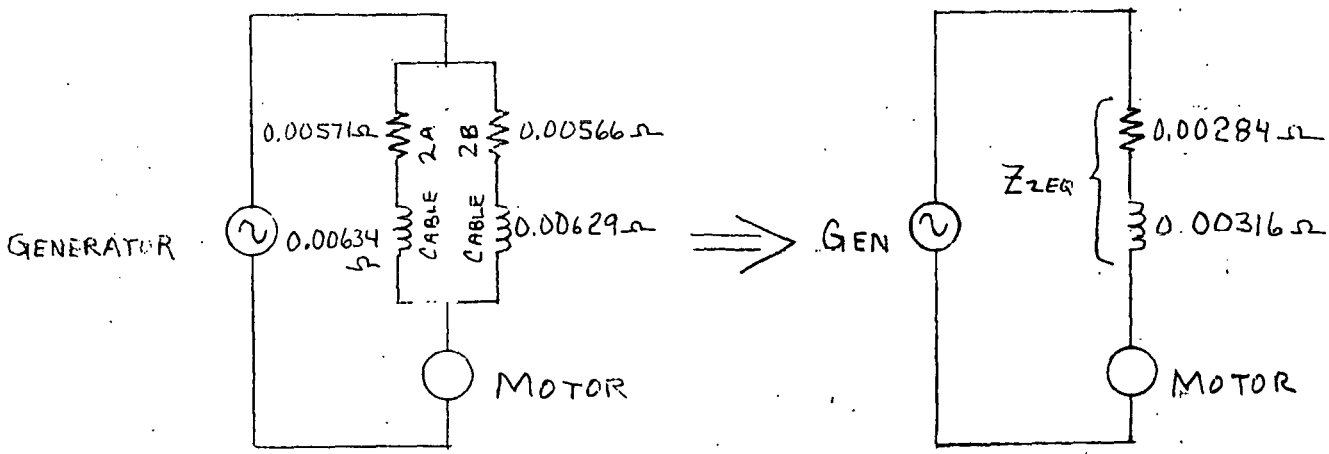 0.00571Ω
CABLE 2A
CABLE 2B
0.00566Ω
0.00634
Ω
0.00629Ω
GENERATOR
MOTOR
GEN
Z2EQ
0.00284Ω
0.00316Ω
MOTOR